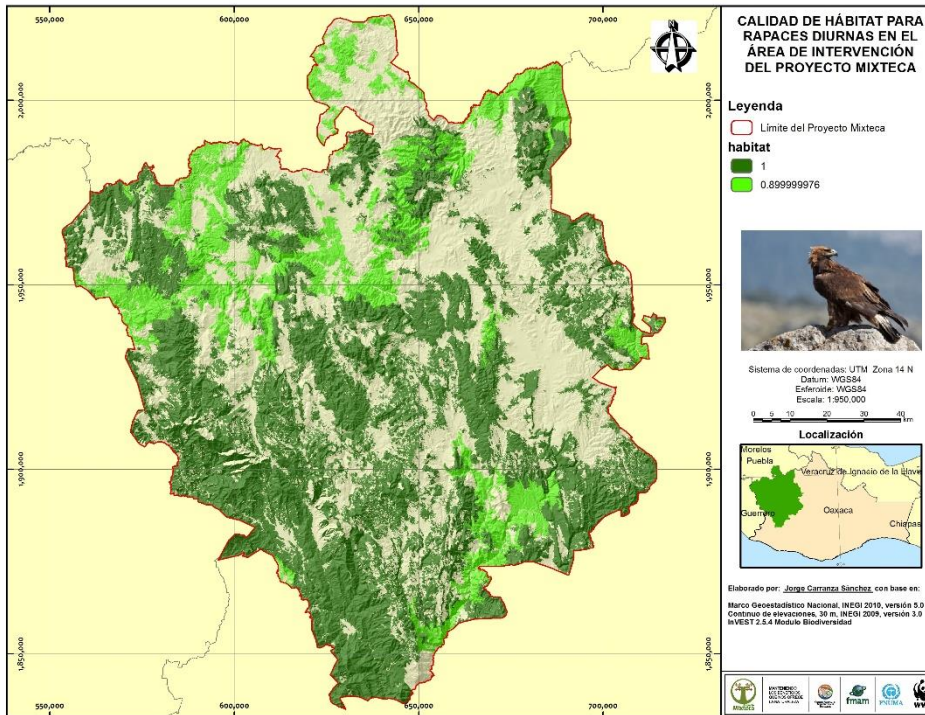 CALIDAD DE HÁBITAT PARA
RAPACES DIURNAS EN EL
ÁREA DE INTERVENCIÓN
DEL PROYECTO MIXTECA
Leyenda
Límite del Proyecto Mixteca
habitat
1
0.899999976
Sistema de coordenadas: UTM Zona 14 N
Datum: WGS84
Esferoide: WGS84
Escala: 1:950,000
0 5 10 20 30 40
km
Localización
Morelos
Puebla
Veracruz de Ignacio de la Llave
Guerrero
Oaxaca
Chiapas
Elaborado por: Jorge Carranza Sánchez con base en:
Marco Geoestadístico Nacional, INEGI 2010, versión 5.0
Continuo de elevaciones, 30 m, INEGI 2009, versión 3.0
InVEST 2.5.4 Modulo Biodiversidad
fmam
PNUMA
550,000
600,000
650,000
700,000
2,000,000
1,950,000
1,900,000
1,850,000
2,000,000
1,950,000
1,900,000
1,850,000
550,000
600,000
650,000
700,000